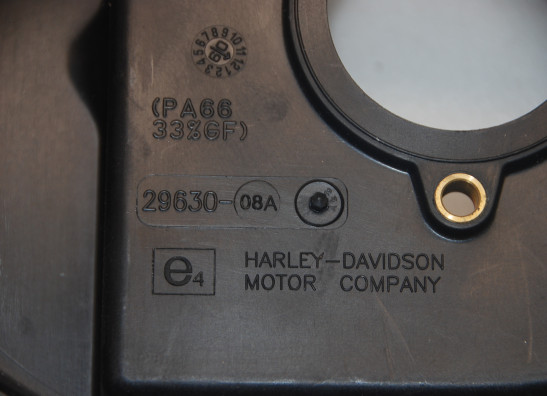 (PA66
33%GF)
29630-08A
e4
HARLEY-DAVIDSON
MOTOR COMPANY